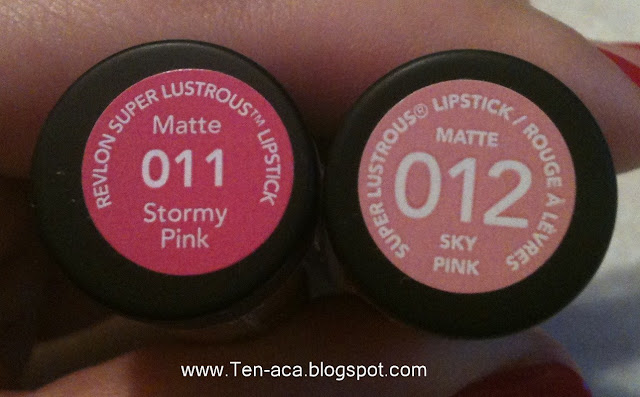 REVLON SUPER LUSTROUS™ LIPSTICK
Matte
011
Stormy
Pink
SUPER LUSTROUS® LIPSTICK / ROUGE À LÈVRES
MATTE
012
SKY
PINK
www.Ten-aca.blogspot.com